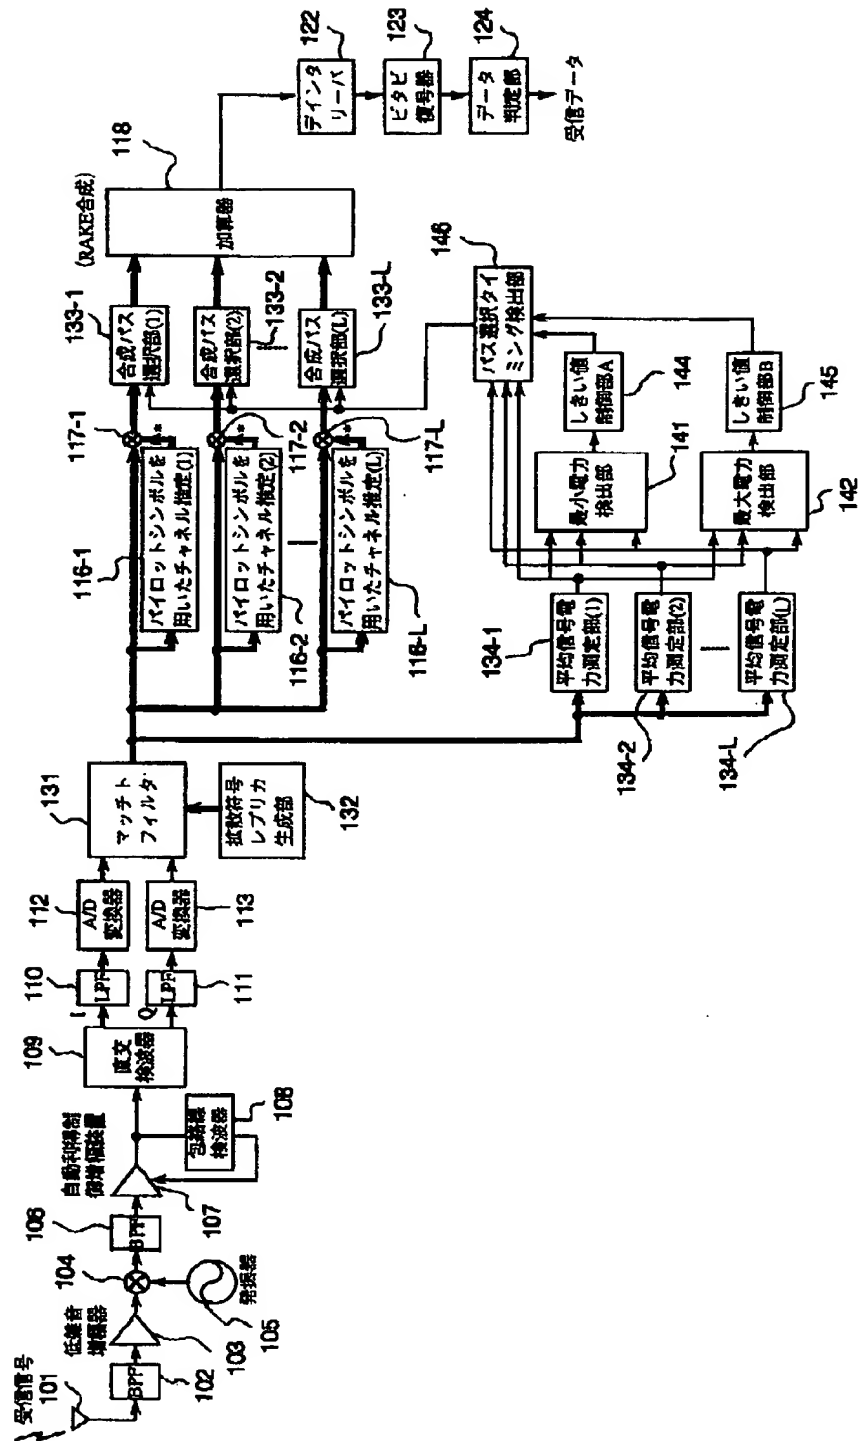 受信信号
101
BPF
102
低雑音
増幅器
103
104
発振器
105
BPF
106
自動利得制
御増幅装置
107
包絡線
検波器
108
直交
検波器
109
I
Q
LPF
110
LPF
111
A/D
変換器
112
A/D
変換器
113
マッチト
フィルタ
131
拡散符号
レプリカ
生成部
132
パイロットシンボルを
用いたチャネル推定(1)
116-1
パイロットシンボルを
用いたチャネル推定(2)
116-2
パイロットシンボルを
用いたチャネル推定(L)
116-L
117-1
*
117-2
*
117-L
*
合成パス
選択部(1)
133-1
合成パス
選択部(2)
133-2
合成パス
選択部(L)
133-L
(RAKE合成)
加算器
118
デインタ
リーバ
122
ビタビ
復号器
123
データ
判定部
124
受信データ
平均信号電
力測定部(1)
134-1
平均信号電
力測定部(2)
134-2
平均信号電
力測定部(L)
134-L
最小電力
検出部
141
最大電力
検出部
142
しきい値
制御部A
144
しきい値
制御部B
145
パス選択タイ
ミング検出部
146